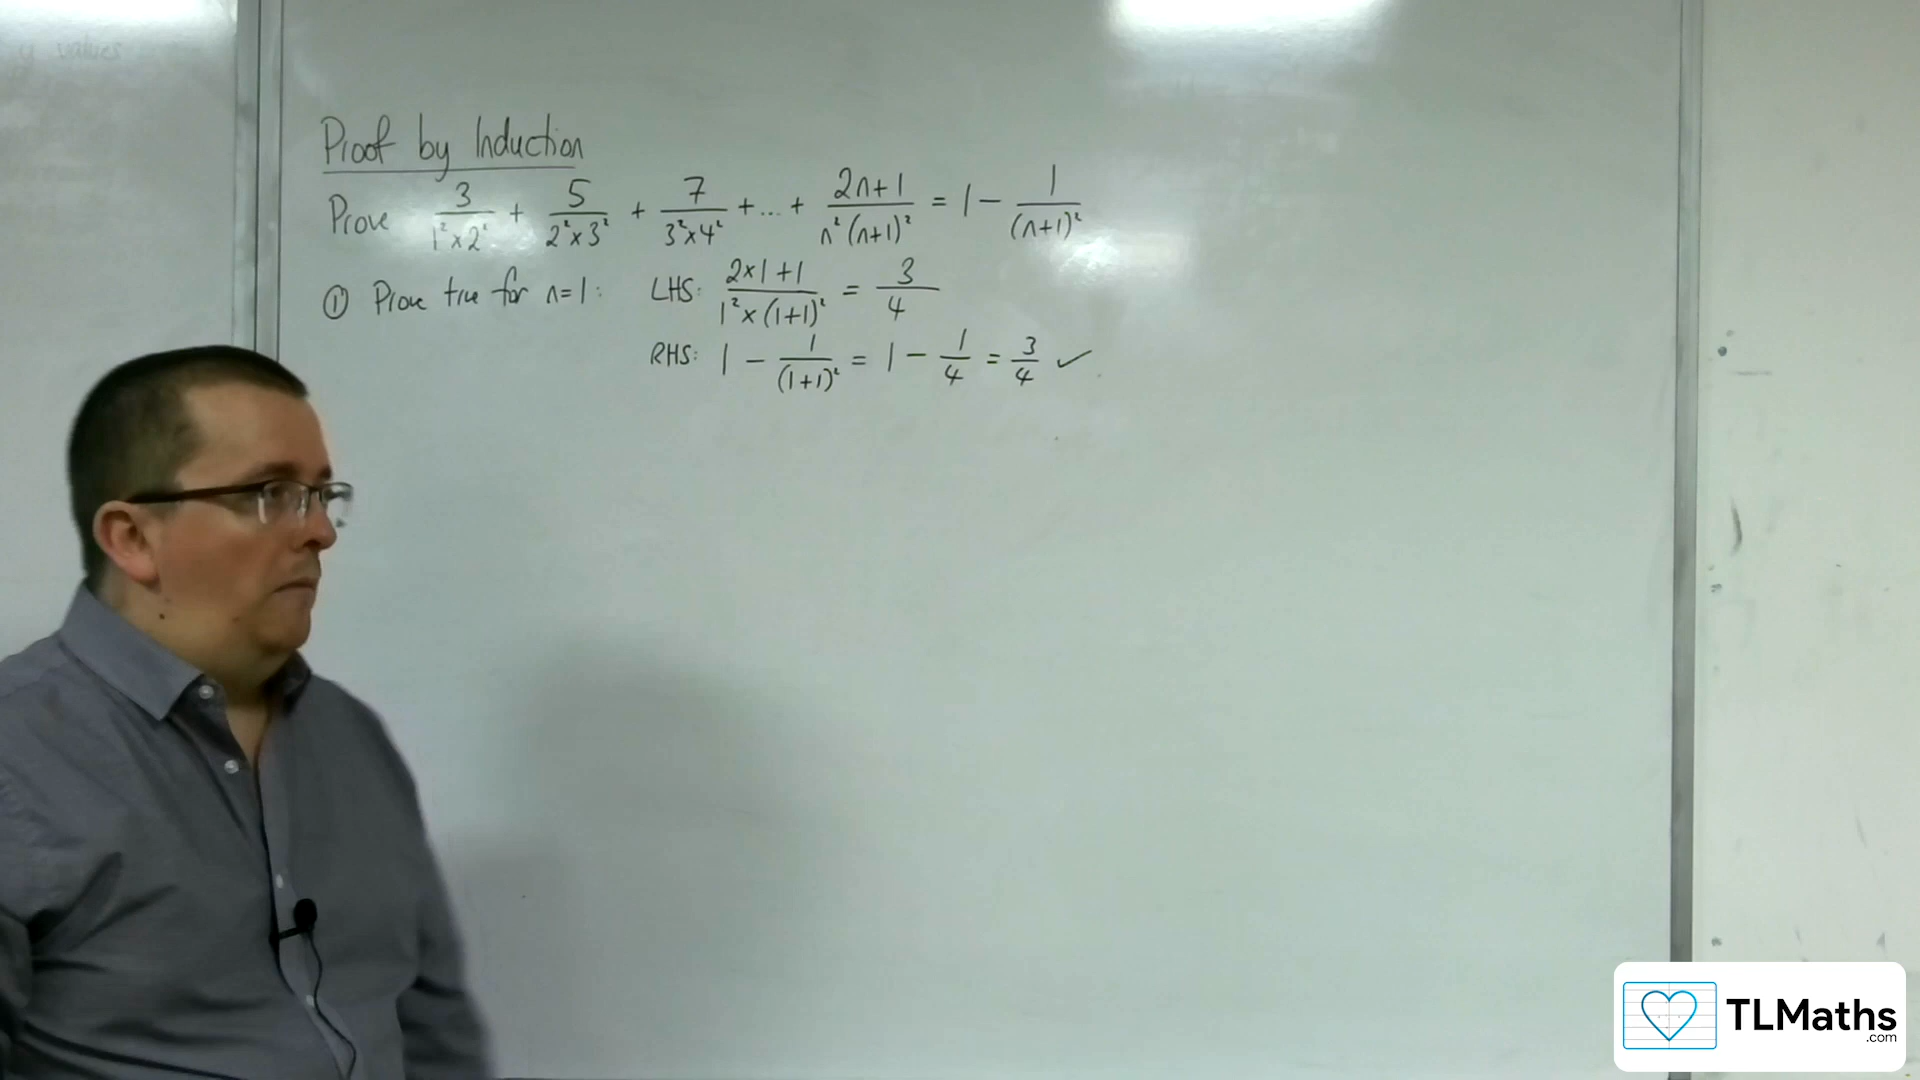 y values
Proof by Induction
Prove 3/(1²×2²) + 5/(2²×3²) + 7/(3²×4²) + ... + (2n+1)/(n²(n+1)²) = 1 − 1/(n+1)²
① Prove true for n=1: LHS: (2×1+1)/(1²×(1+1)²) = 3/4
RHS: 1 − 1/(1+1)² = 1 − 1/4 = 3/4 ✓
TLMaths
.com